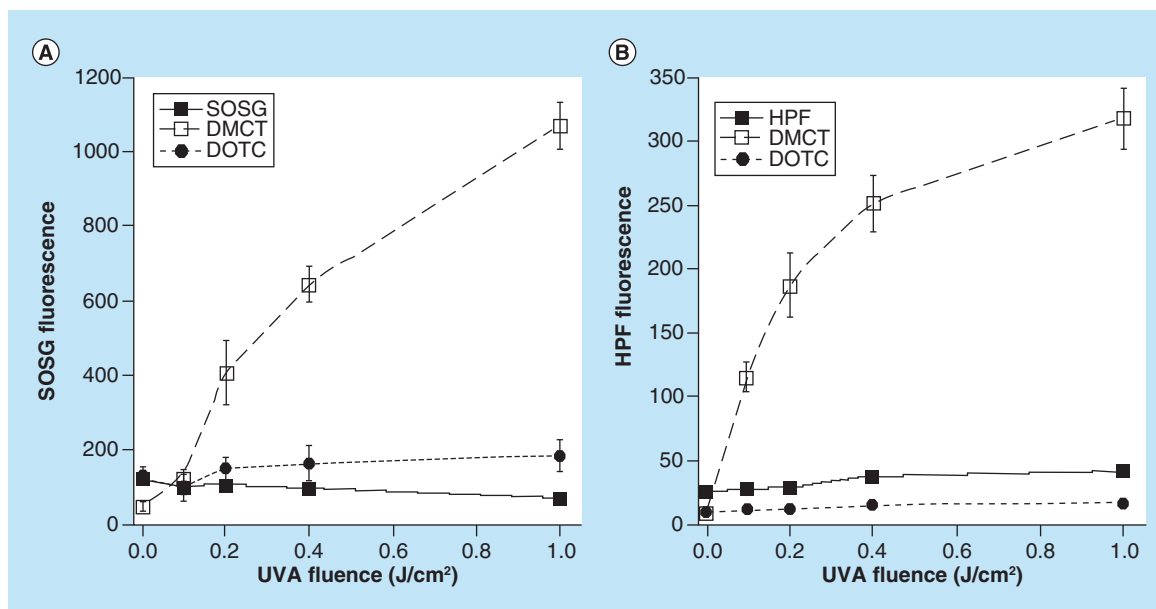 A
1200
1000
800
600
400
200
0
SOSG fluorescence
SOSG
DMCT
DOTC
0.0 0.2 0.4 0.6 0.8 1.0
UVA fluence (J/cm²)
B
350
300
250
200
150
100
50
0
HPF fluorescence
HPF
DMCT
DOTC
0.0 0.2 0.4 0.6 0.8 1.0
UVA fluence (J/cm²)